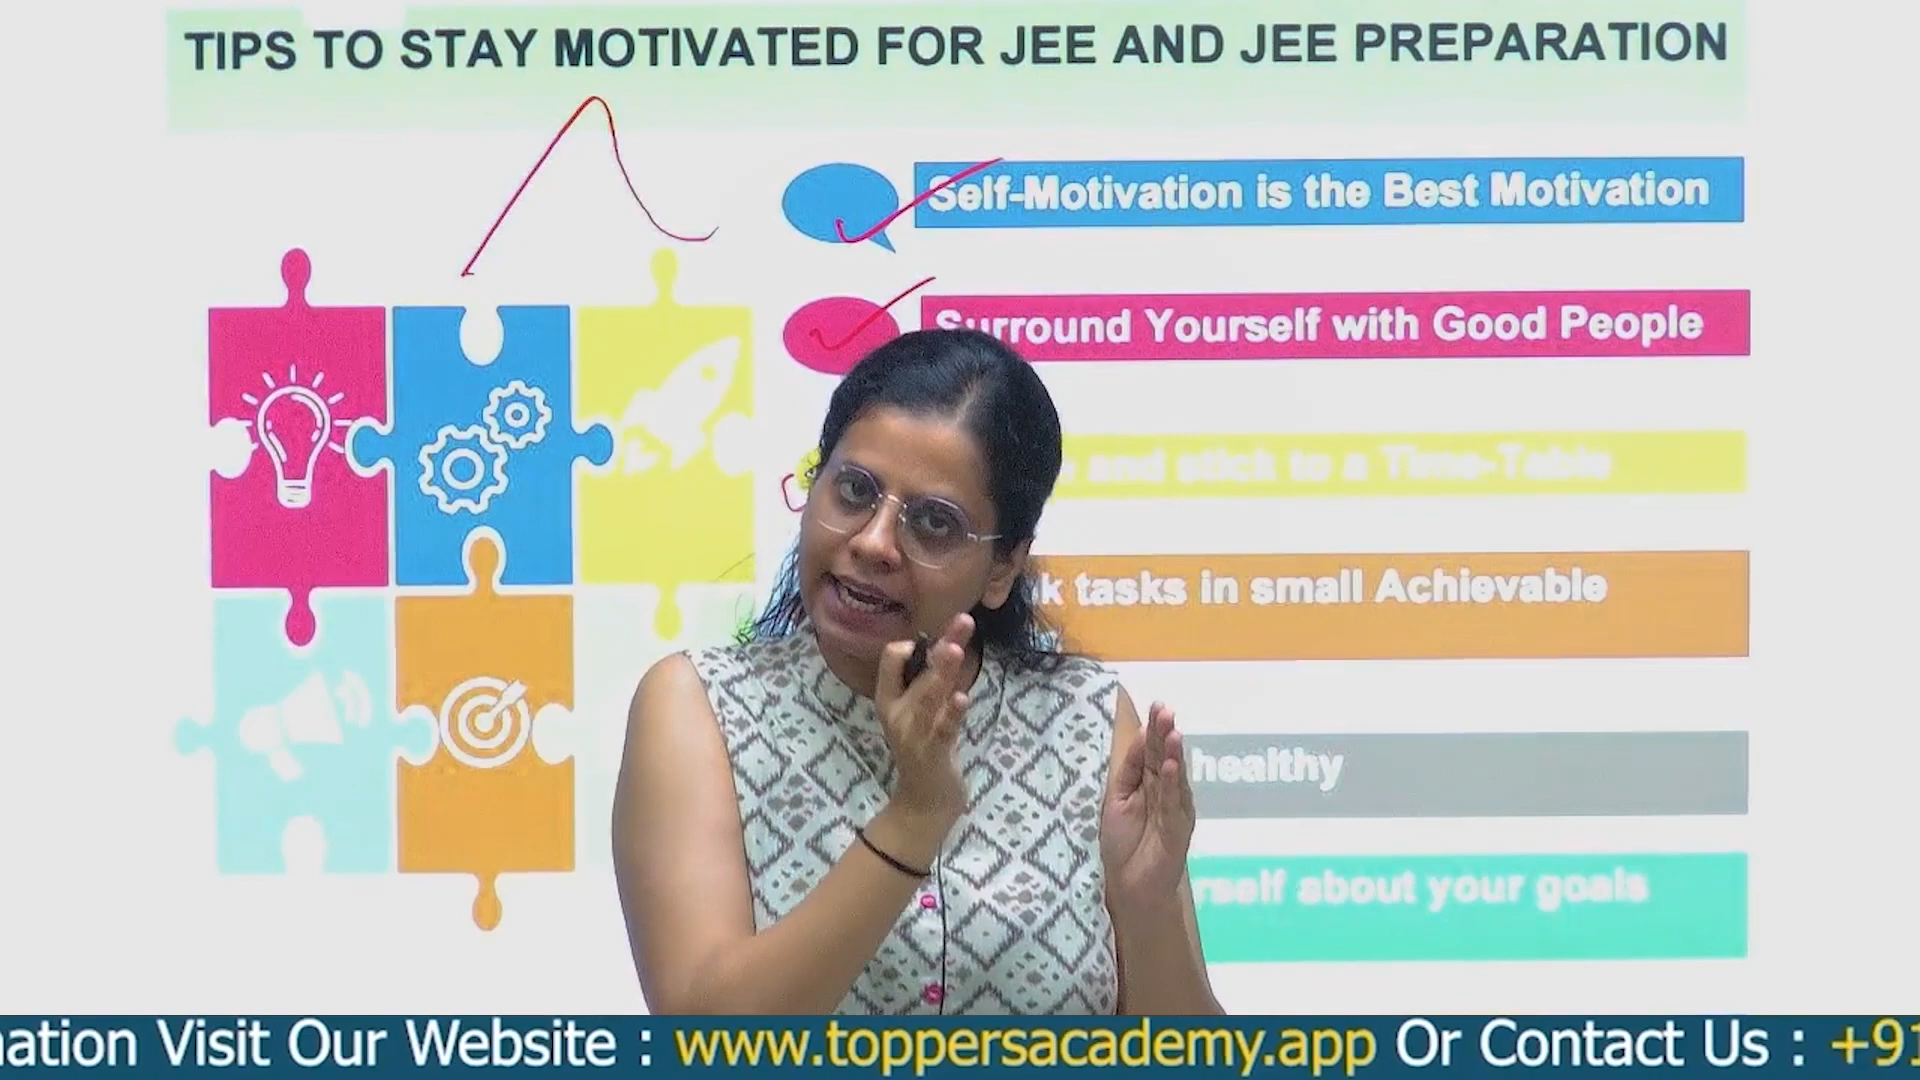 TIPS TO STAY MOTIVATED FOR JEE AND JEE PREPARATION
Self-Motivation is the Best Motivation
Surround Yourself with Good People
and stick to a Time-Table
tasks in small Achievable
healthy
about your goals
Visit Our Website : www.toppersacademy.app Or Contact Us : +91